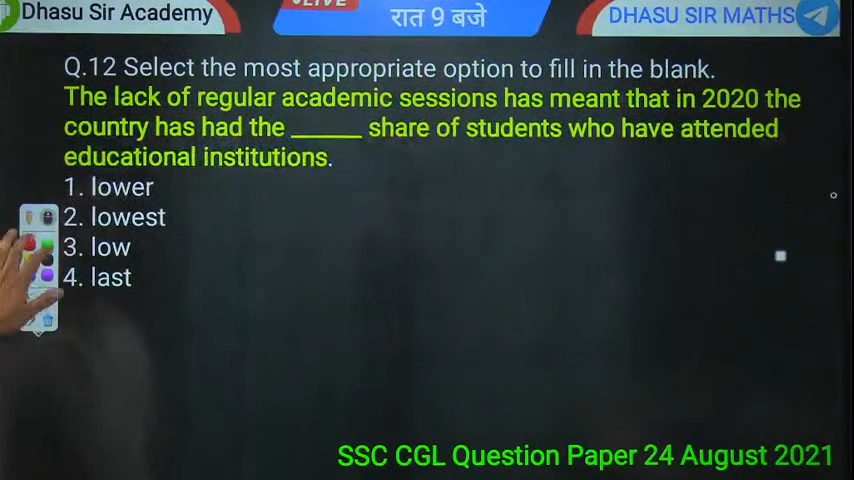 Dhasu Sir Academy
LIVE
रात 9 बजे
DHASU SIR MATHS
Q.12 Select the most appropriate option to fill in the blank.
The lack of regular academic sessions has meant that in 2020 the
country has had the ______ share of students who have attended
educational institutions.
1. lower
2. lowest
3. low
4. last
SSC CGL Question Paper 24 August 2021